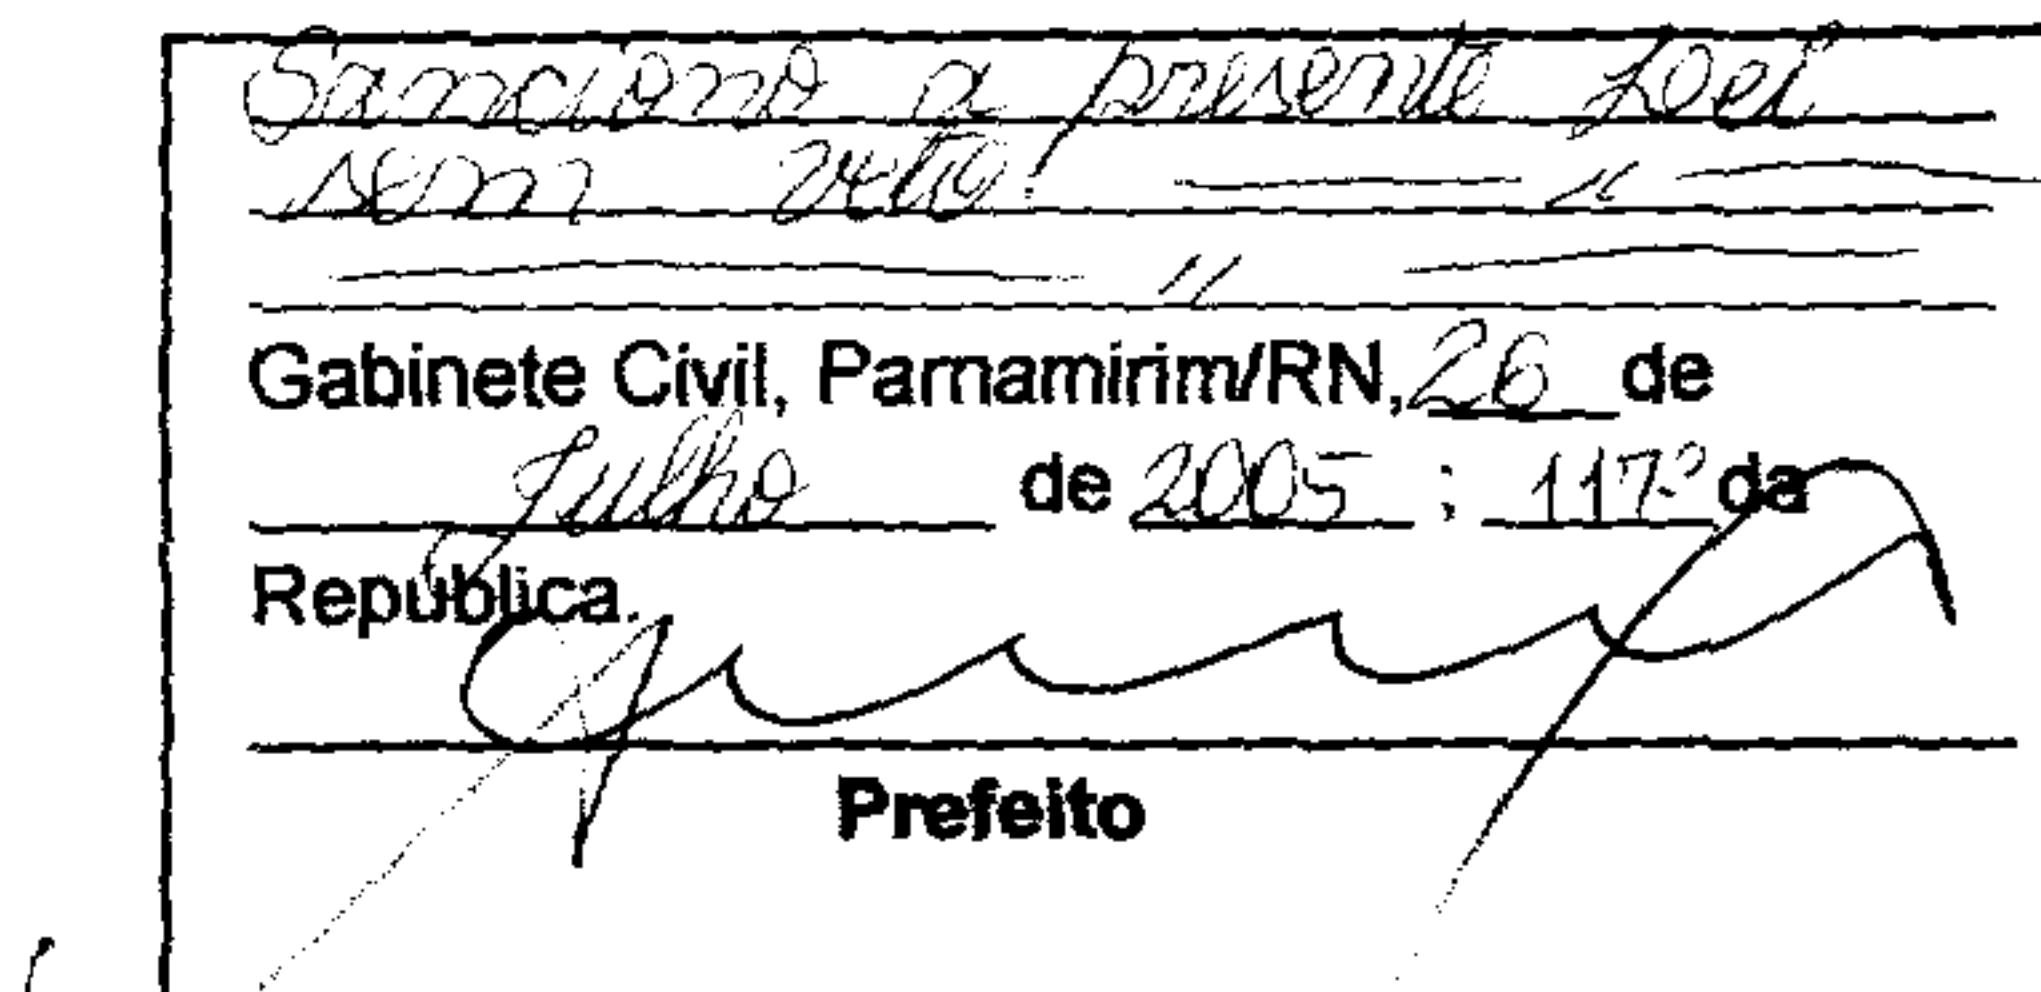 Sanciono a presente Lei
sem veto! ——— " ———
——— " ———
Gabinete Civil, Parnamirim/RN, 26 de
Julho de 2005 ; 117º da
República.
Prefeito